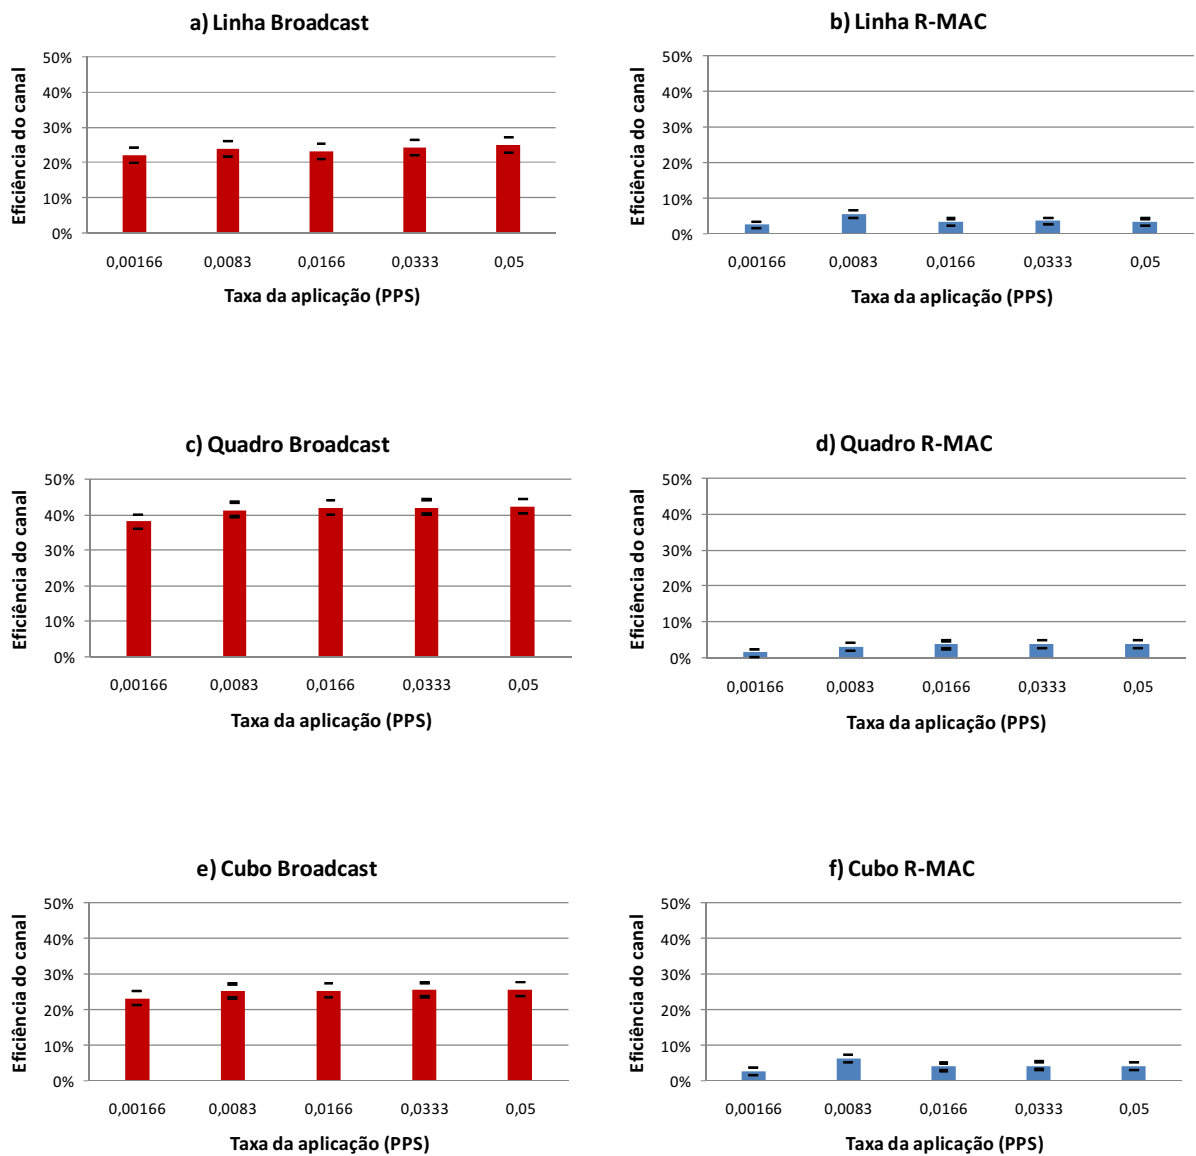 a) Linha Broadcast
Eficiência do canal
50%
40%
30%
20%
10%
0%
0,00166 0,0083 0,0166 0,0333 0,05
Taxa da aplicação (PPS)
b) Linha R-MAC
Eficiência do canal
50%
40%
30%
20%
10%
0%
0,00166 0,0083 0,0166 0,0333 0,05
Taxa da aplicação (PPS)
c) Quadro Broadcast
Eficiência do canal
50%
40%
30%
20%
10%
0%
0,00166 0,0083 0,0166 0,0333 0,05
Taxa da aplicação (PPS)
d) Quadro R-MAC
Eficiência do canal
50%
40%
30%
20%
10%
0%
0,00166 0,0083 0,0166 0,0333 0,05
Taxa da aplicação (PPS)
e) Cubo Broadcast
Eficiência do canal
50%
40%
30%
20%
10%
0%
0,00166 0,0083 0,0166 0,0333 0,05
Taxa da aplicação (PPS)
f) Cubo R-MAC
Eficiência do canal
50%
40%
30%
20%
10%
0%
0,00166 0,0083 0,0166 0,0333 0,05
Taxa da aplicação (PPS)